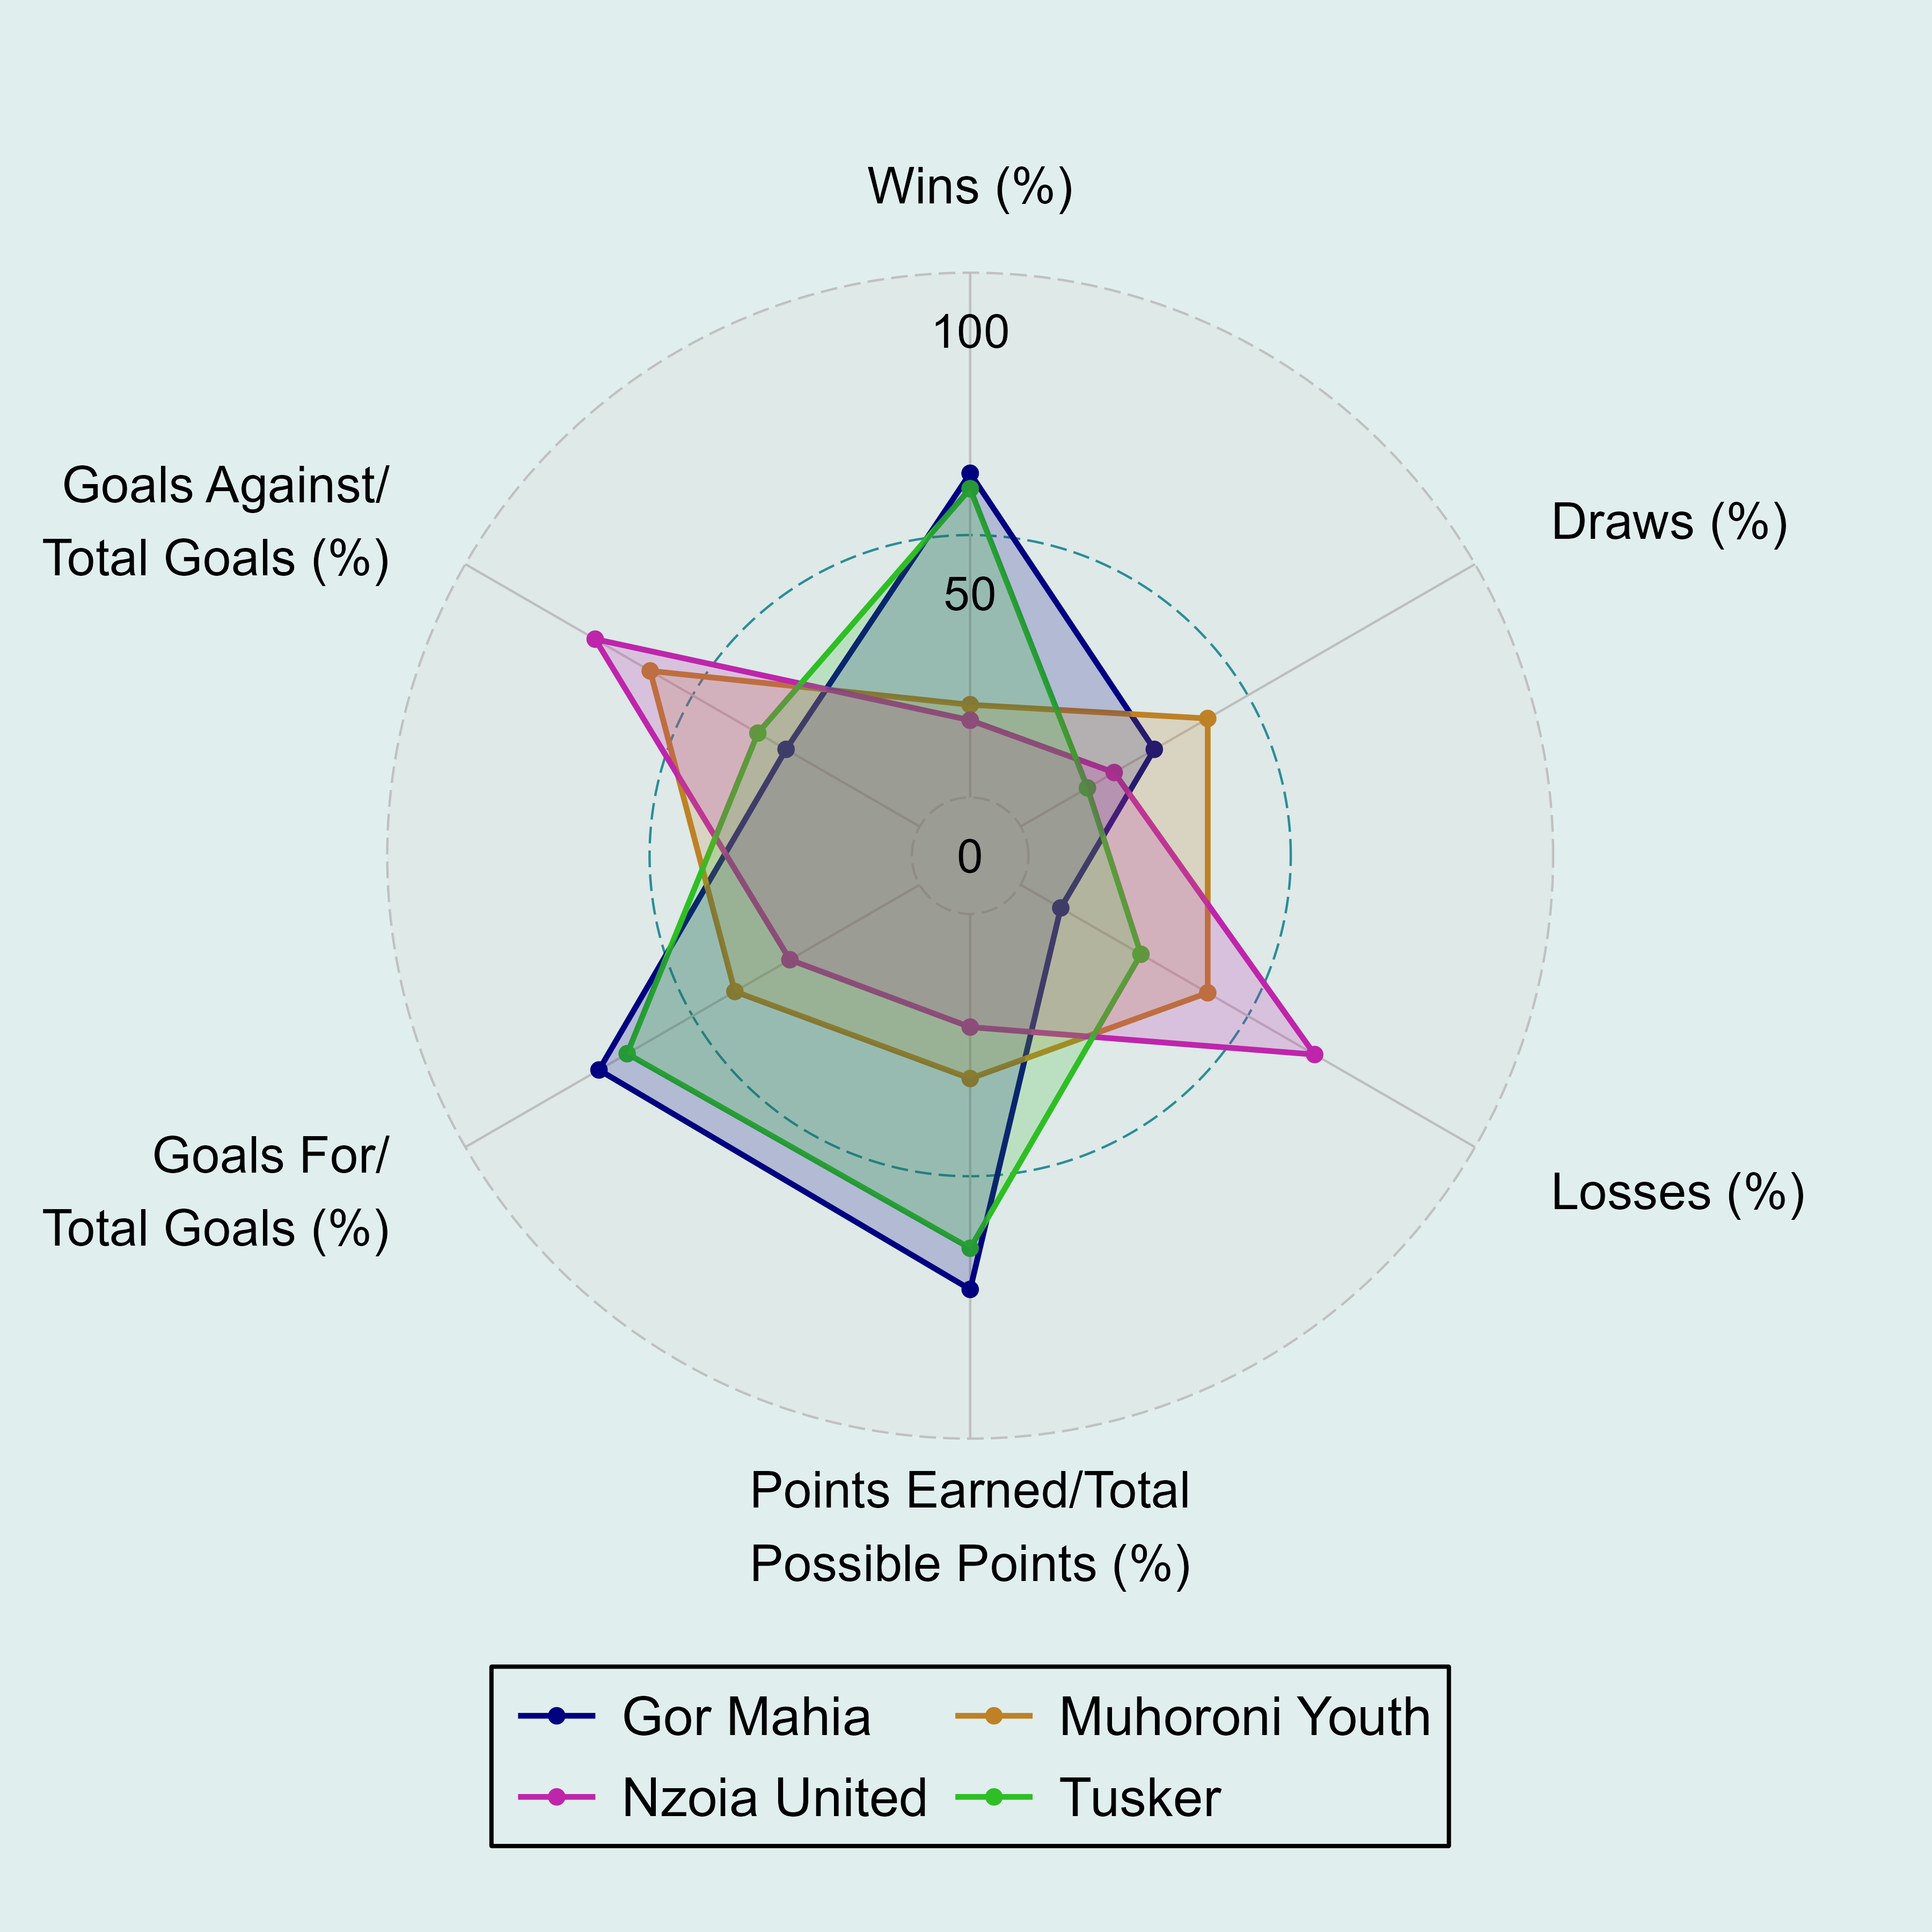 Wins (%)
100
Goals Against/
Total Goals (%)
Draws (%)
50
0
Goals For/
Total Goals (%)
Losses (%)
Points Earned/Total
Possible Points (%)
Gor Mahia
Muhoroni Youth
Nzoia United
Tusker